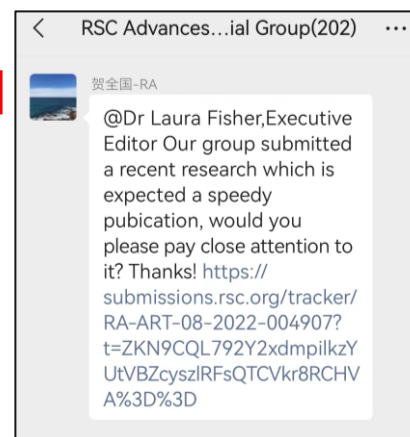 RSC Advances...ial Group(202) ...
贺全国-RA
@Dr Laura Fisher,Executive
Editor Our group submitted
a recent research which is
expected a speedy
pubication, would you
please pay close attention to
it? Thanks! https://
submissions.rsc.org/tracker/
RA-ART-08-2022-004907?
t=ZKN9CQL792Y2xdmpilkzY
UtVBZcyszlRFsQTCVkr8RCHV
A%3D%3D